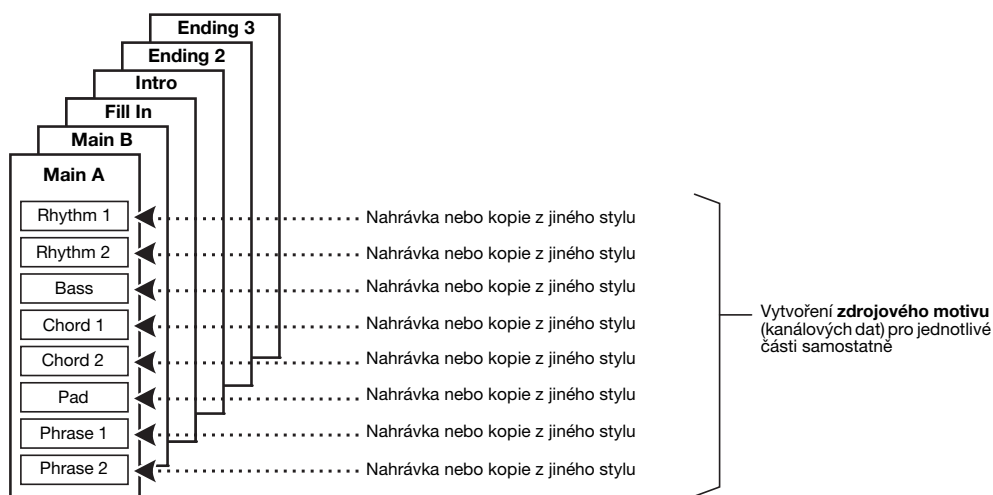 Ending 3
Ending 2
Intro
Fill In
Main B
Main A
Rhythm 1
Nahrávka nebo kopie z jiného stylu
Rhythm 2
Nahrávka nebo kopie z jiného stylu
Bass
Nahrávka nebo kopie z jiného stylu
Chord 1
Nahrávka nebo kopie z jiného stylu
Chord 2
Nahrávka nebo kopie z jiného stylu
Pad
Nahrávka nebo kopie z jiného stylu
Phrase 1
Nahrávka nebo kopie z jiného stylu
Phrase 2
Nahrávka nebo kopie z jiného stylu
Vytvoření zdrojového motivu
(kanálových dat) pro jednotlivé
části samostatně